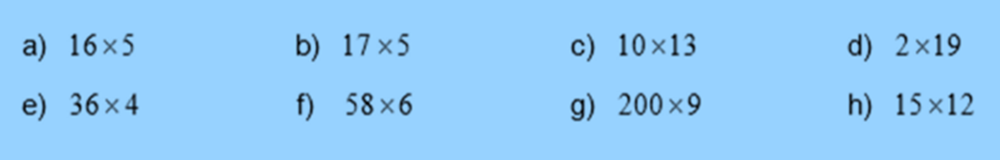 a) 16×5 b) 17×5 c) 10×13 d) 2×19
e) 36×4 f) 58×6 g) 200×9 h) 15×12